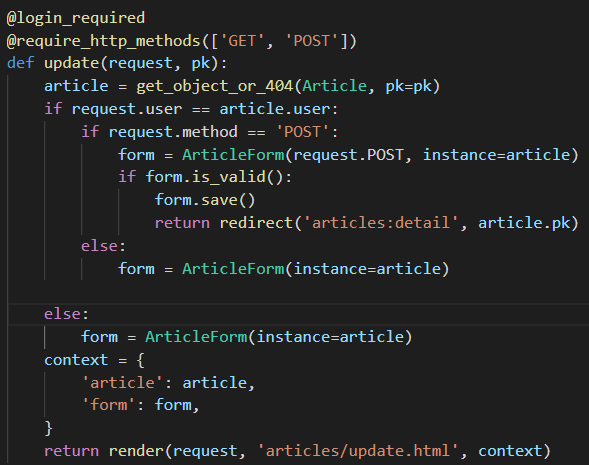 @login_required
@require_http_methods(['GET', 'POST'])
def update(request, pk):
    article = get_object_or_404(Article, pk=pk)
    if request.user == article.user:
        if request.method == 'POST':
            form = ArticleForm(request.POST, instance=article)
            if form.is_valid():
                form.save()
                return redirect('articles:detail', article.pk)
        else:
            form = ArticleForm(instance=article)

    else:
        form = ArticleForm(instance=article)
    context = {
        'article': article,
        'form': form,
    }
    return render(request, 'articles/update.html', context)